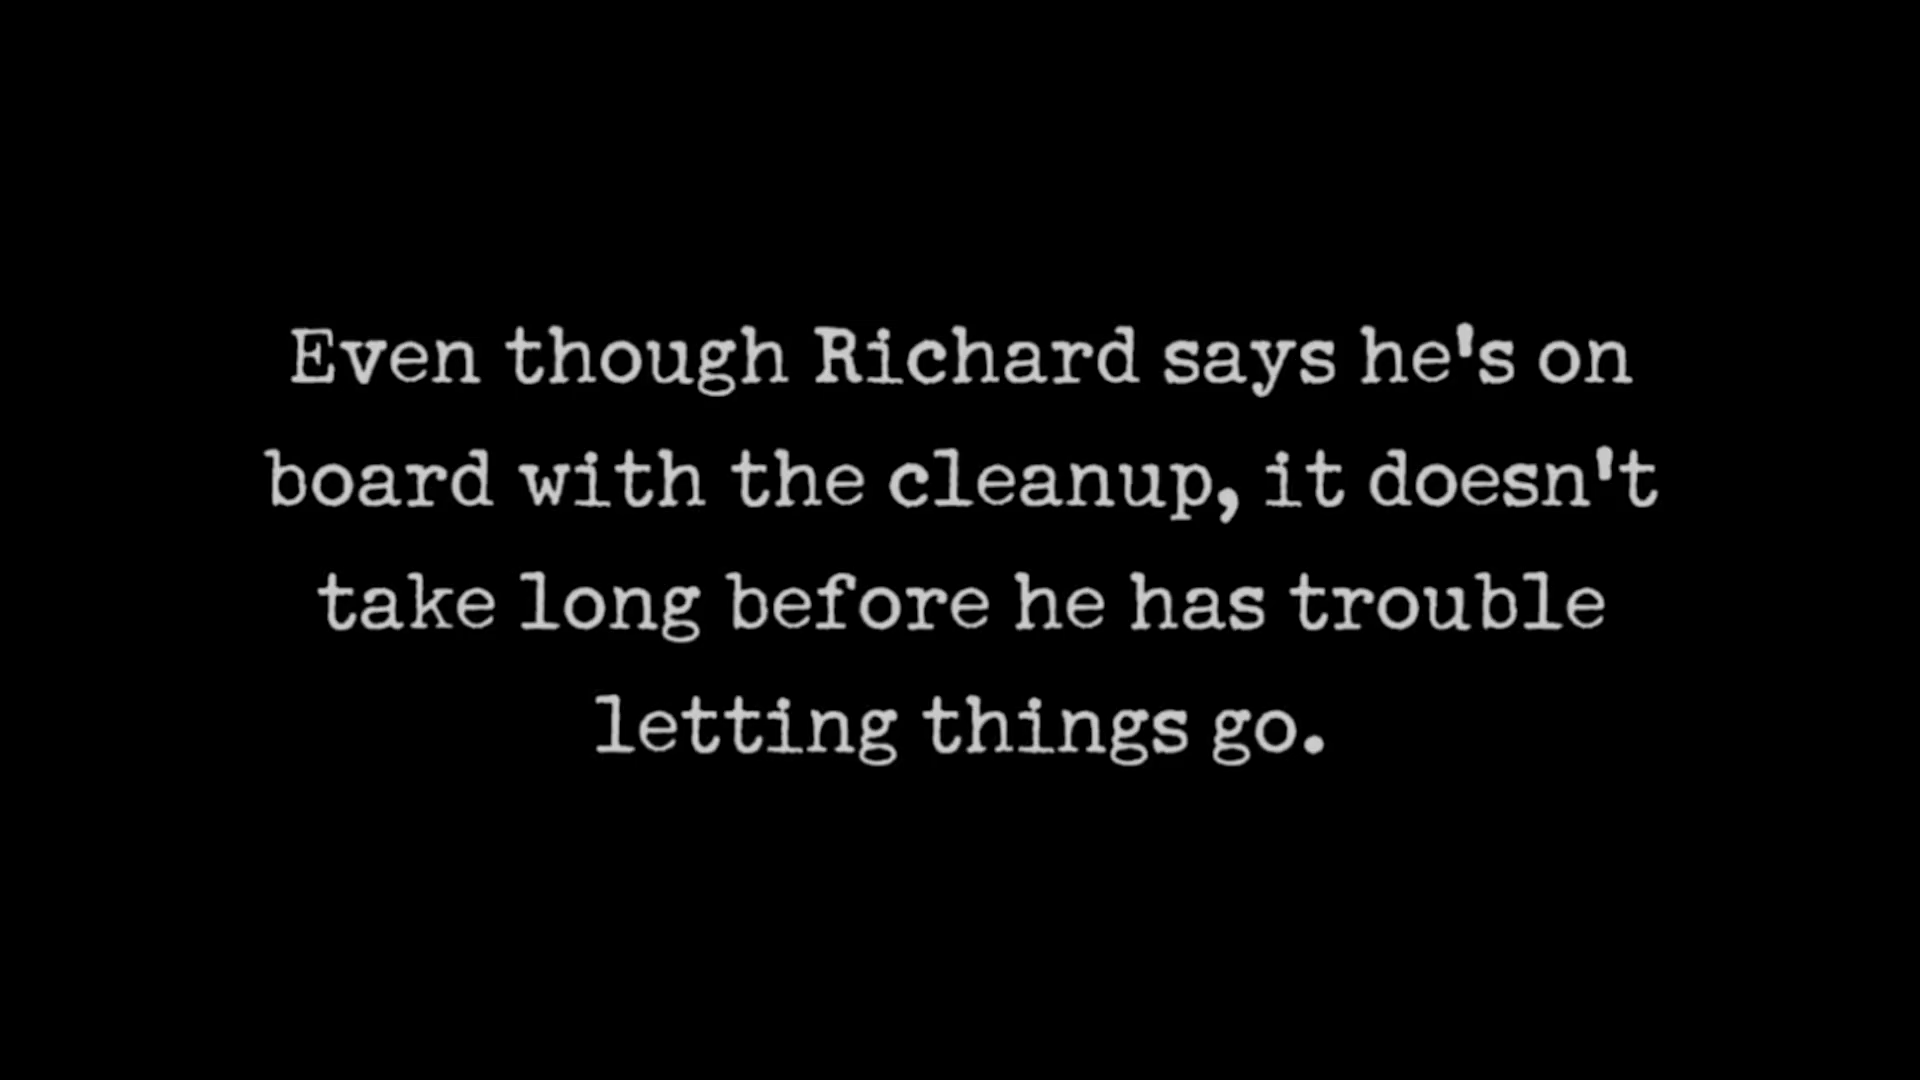 Even though Richard says he's on
board with the cleanup, it doesn't
take long before he has trouble
letting things go.